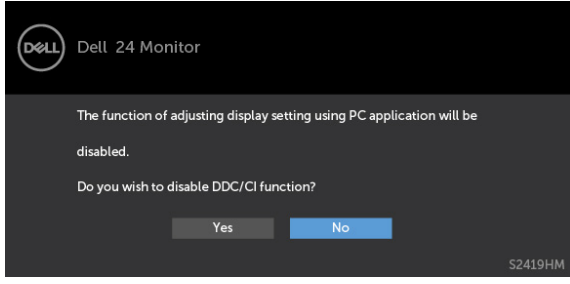 DELL
Dell 24 Monitor
The function of adjusting display setting using PC application will be
disabled.
Do you wish to disable DDC/CI function?
Yes
No
S2419HM